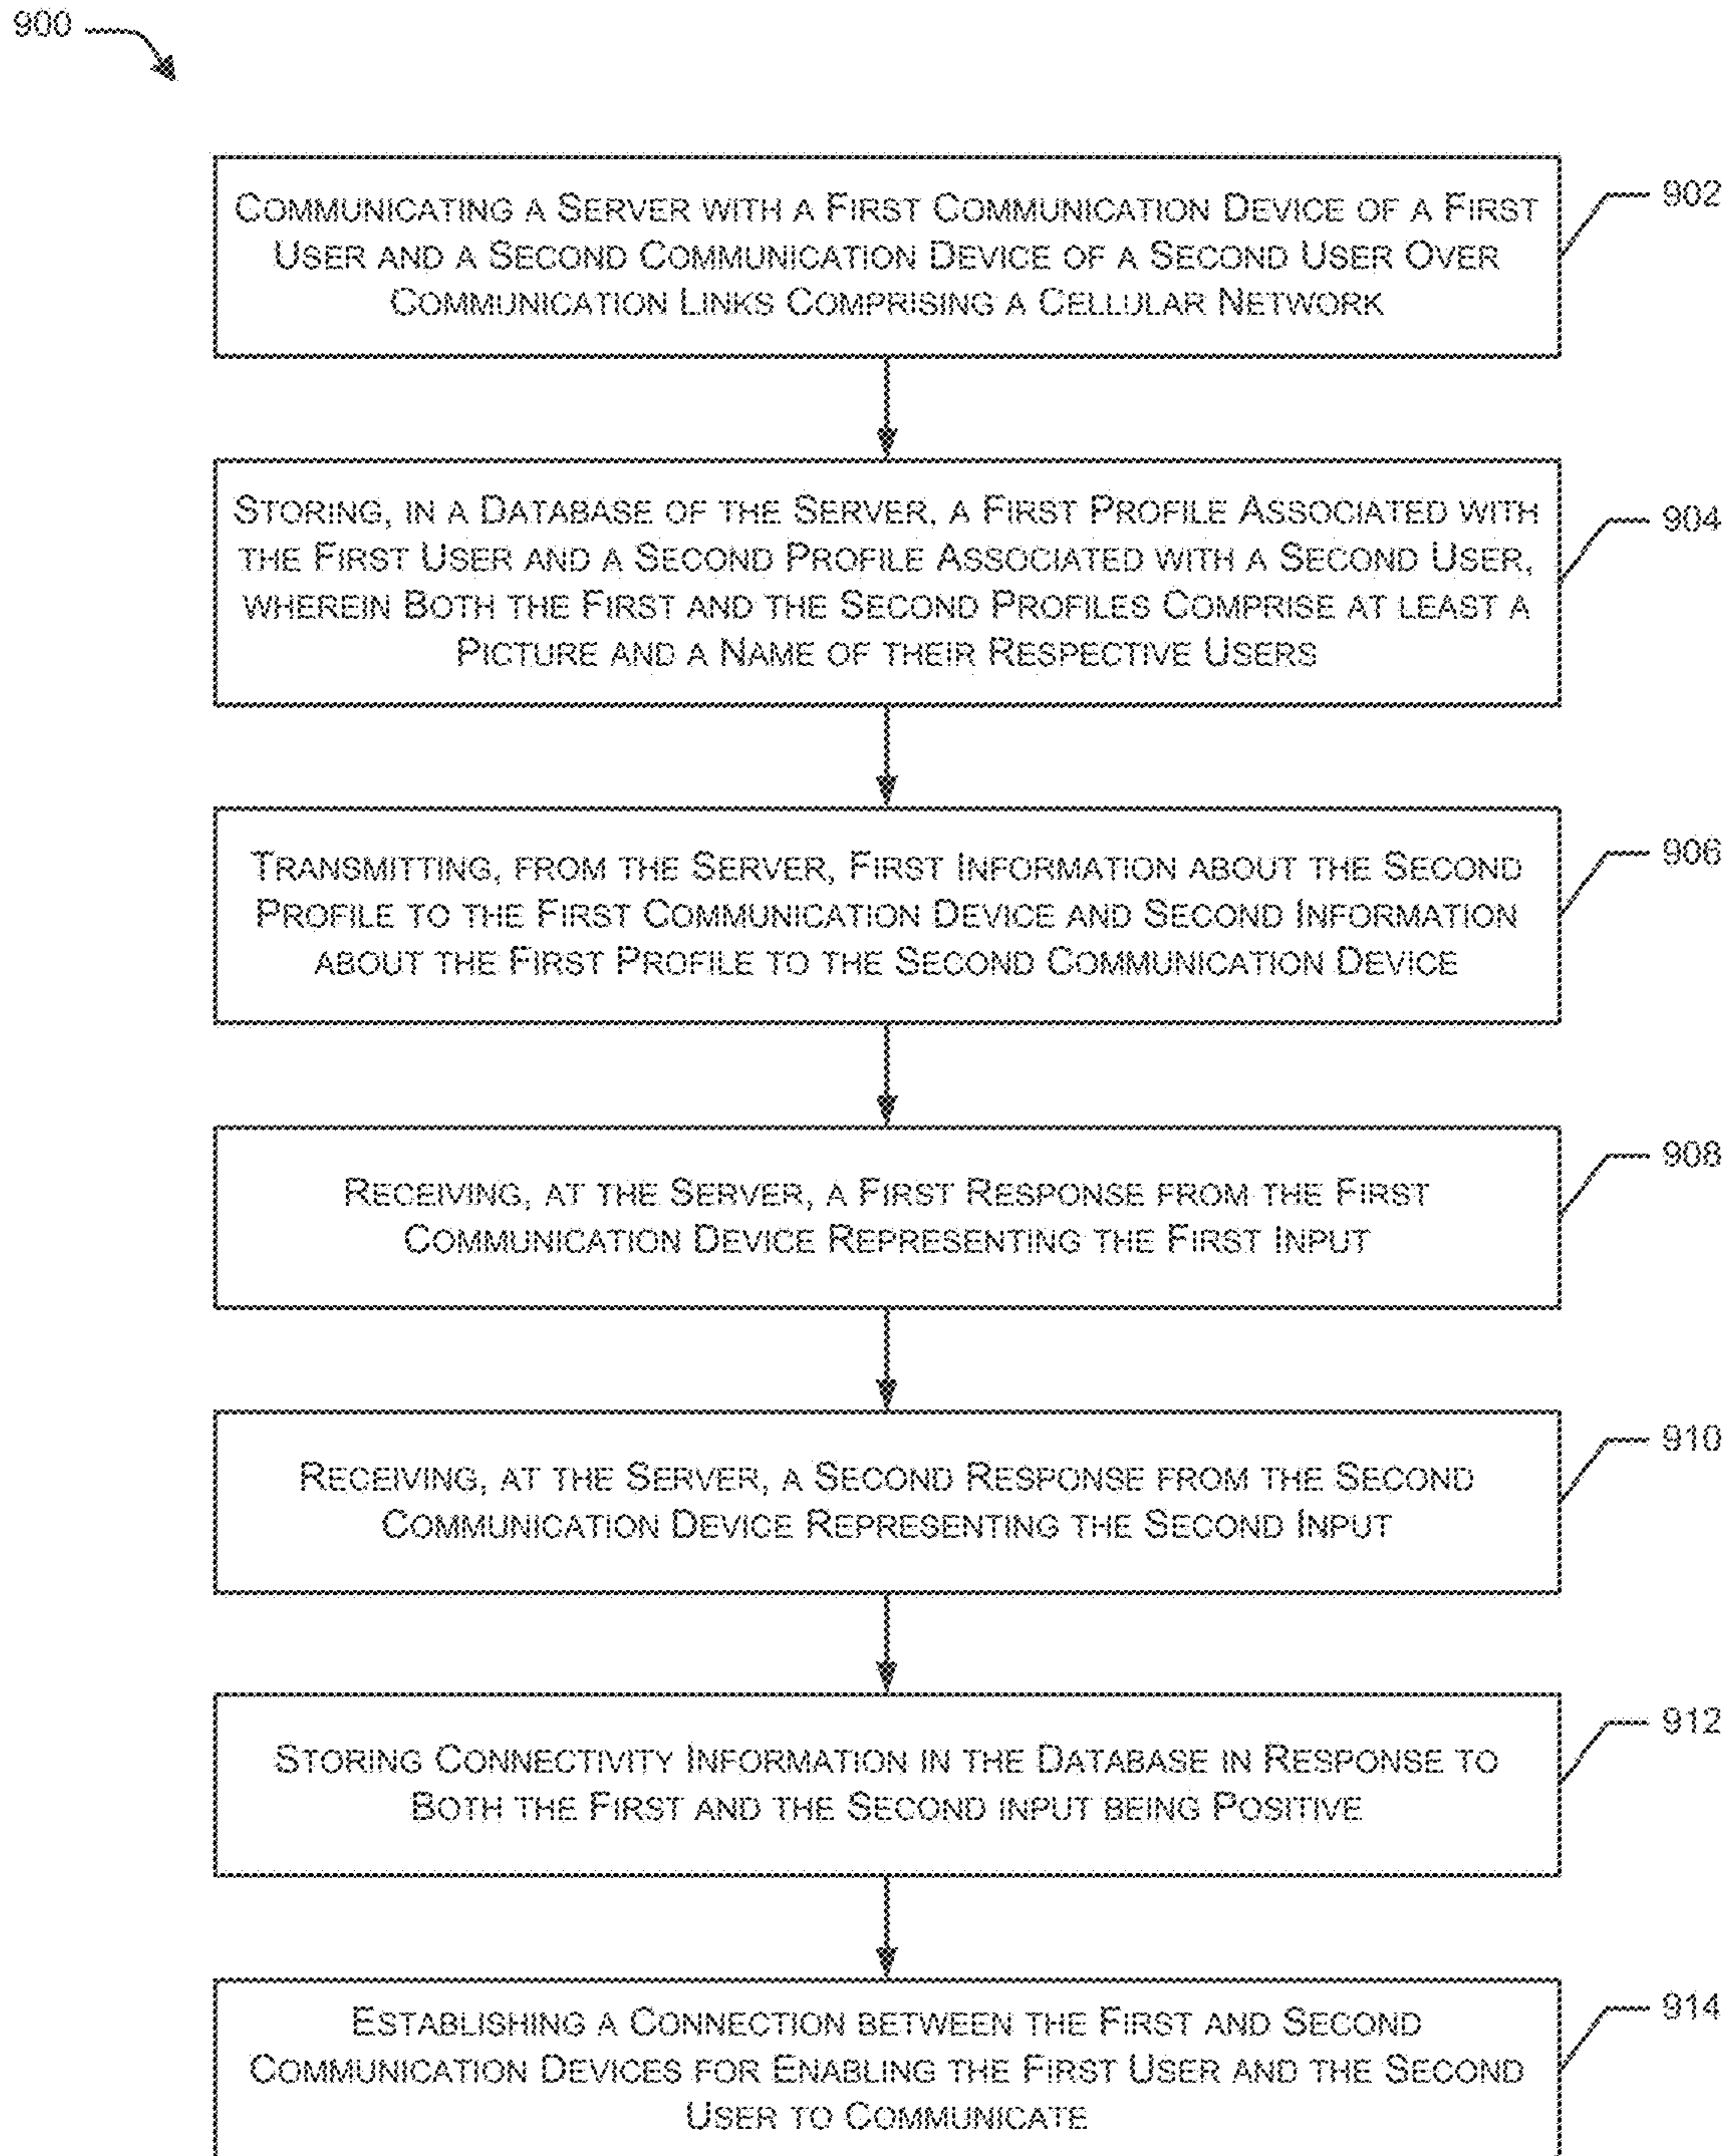 900
COMMUNICATING A SERVER WITH A FIRST COMMUNICATION DEVICE OF A FIRST
USER AND A SECOND COMMUNICATION DEVICE OF A SECOND USER OVER
COMMUNICATION LINKS COMPRISING A CELLULAR NETWORK
902
STORING, IN A DATABASE OF THE SERVER, A FIRST PROFILE ASSOCIATED WITH
THE FIRST USER AND A SECOND PROFILE ASSOCIATED WITH A SECOND USER,
WHEREIN BOTH THE FIRST AND THE SECOND PROFILES COMPRISE AT LEAST A
PICTURE AND A NAME OF THEIR RESPECTIVE USERS
904
TRANSMITTING, FROM THE SERVER, FIRST INFORMATION ABOUT THE SECOND
PROFILE TO THE FIRST COMMUNICATION DEVICE AND SECOND INFORMATION
ABOUT THE FIRST PROFILE TO THE SECOND COMMUNICATION DEVICE
906
RECEIVING, AT THE SERVER, A FIRST RESPONSE FROM THE FIRST
COMMUNICATION DEVICE REPRESENTING THE FIRST INPUT
908
RECEIVING, AT THE SERVER, A SECOND RESPONSE FROM THE SECOND
COMMUNICATION DEVICE REPRESENTING THE SECOND INPUT
910
STORING CONNECTIVITY INFORMATION IN THE DATABASE IN RESPONSE TO
BOTH THE FIRST AND THE SECOND INPUT BEING POSITIVE
912
ESTABLISHING A CONNECTION BETWEEN THE FIRST AND SECOND
COMMUNICATION DEVICES FOR ENABLING THE FIRST USER AND THE SECOND
USER TO COMMUNICATE
914